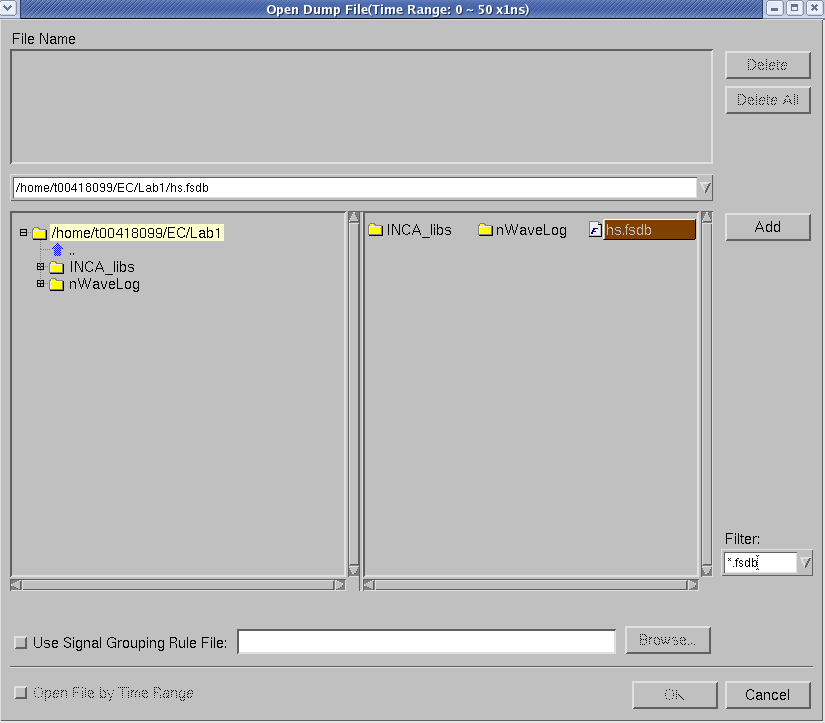 Open Dump File(Time Range: 0 ~ 50 x1ns)
File Name
Delete
Delete All
/home/t00418099/EC/Lab1/hs.fsdb
/home/t00418099/EC/Lab1
..
INCA_libs
nWaveLog
INCA_libs nWaveLog hs.fsdb
Add
Filter:
*.fsdb
Use Signal Grouping Rule File:
Browse...
Open File by Time Range
OK
Cancel